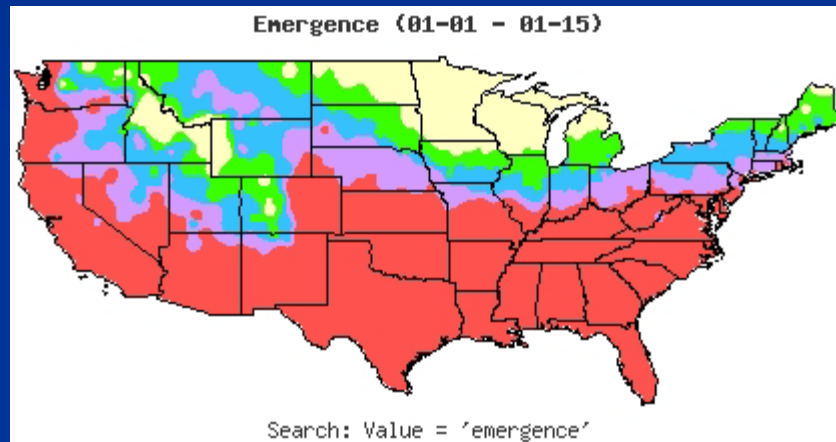 Emergence (01-01 - 01-15)
Search: Value = 'emergence'